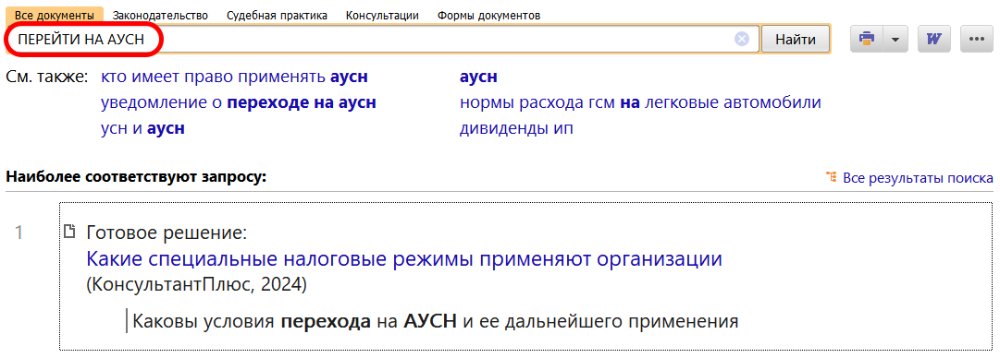 Все документы Законодательство Судебная практика Консультации Формы документов
ПЕРЕЙТИ НА АУСН Найти W
См. также: кто имеет право применять аусн аусн
уведомление о переходе на аусн нормы расхода гсм на легковые автомобили
усн и аусн дивиденды ип
Наиболее соответствуют запросу: Все результаты поиска
1 Готовое решение:
Какие специальные налоговые режимы применяют организации
(КонсультантПлюс, 2024)
Каковы условия перехода на АУСН и ее дальнейшего применения